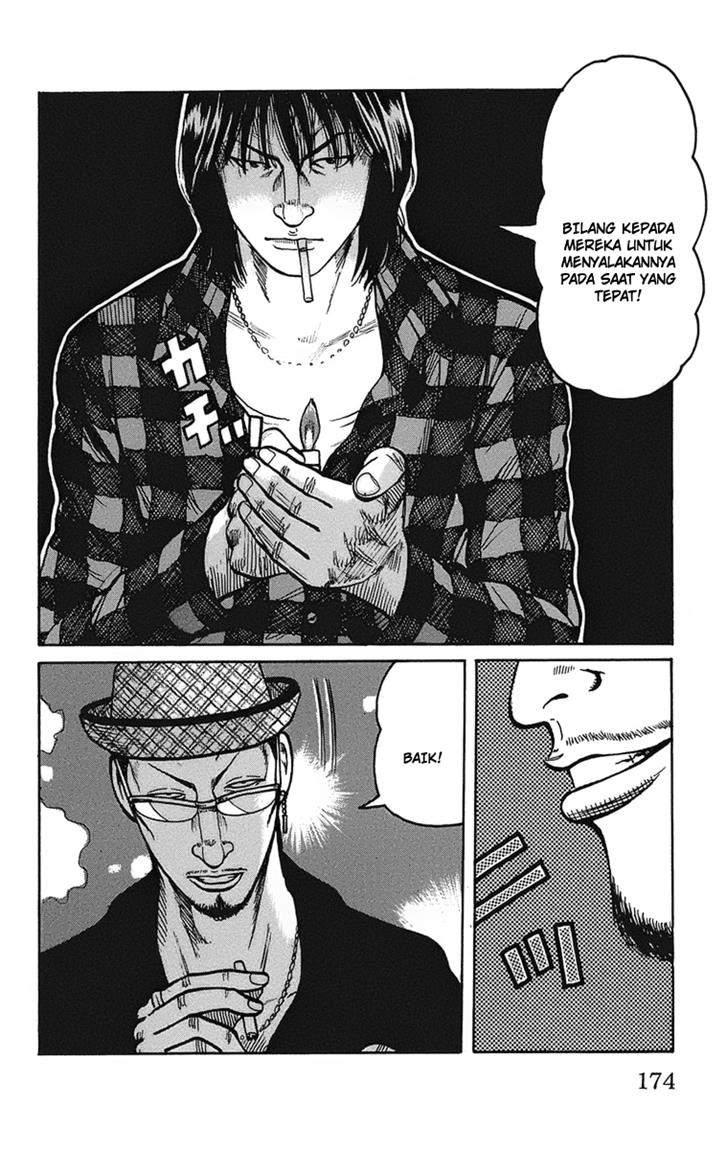 BILANG KEPADA
MEREKA UNTUK
MENYALAKANNYA
PADA SAAT YANG
TEPAT!
カチッ
BAIK!
174